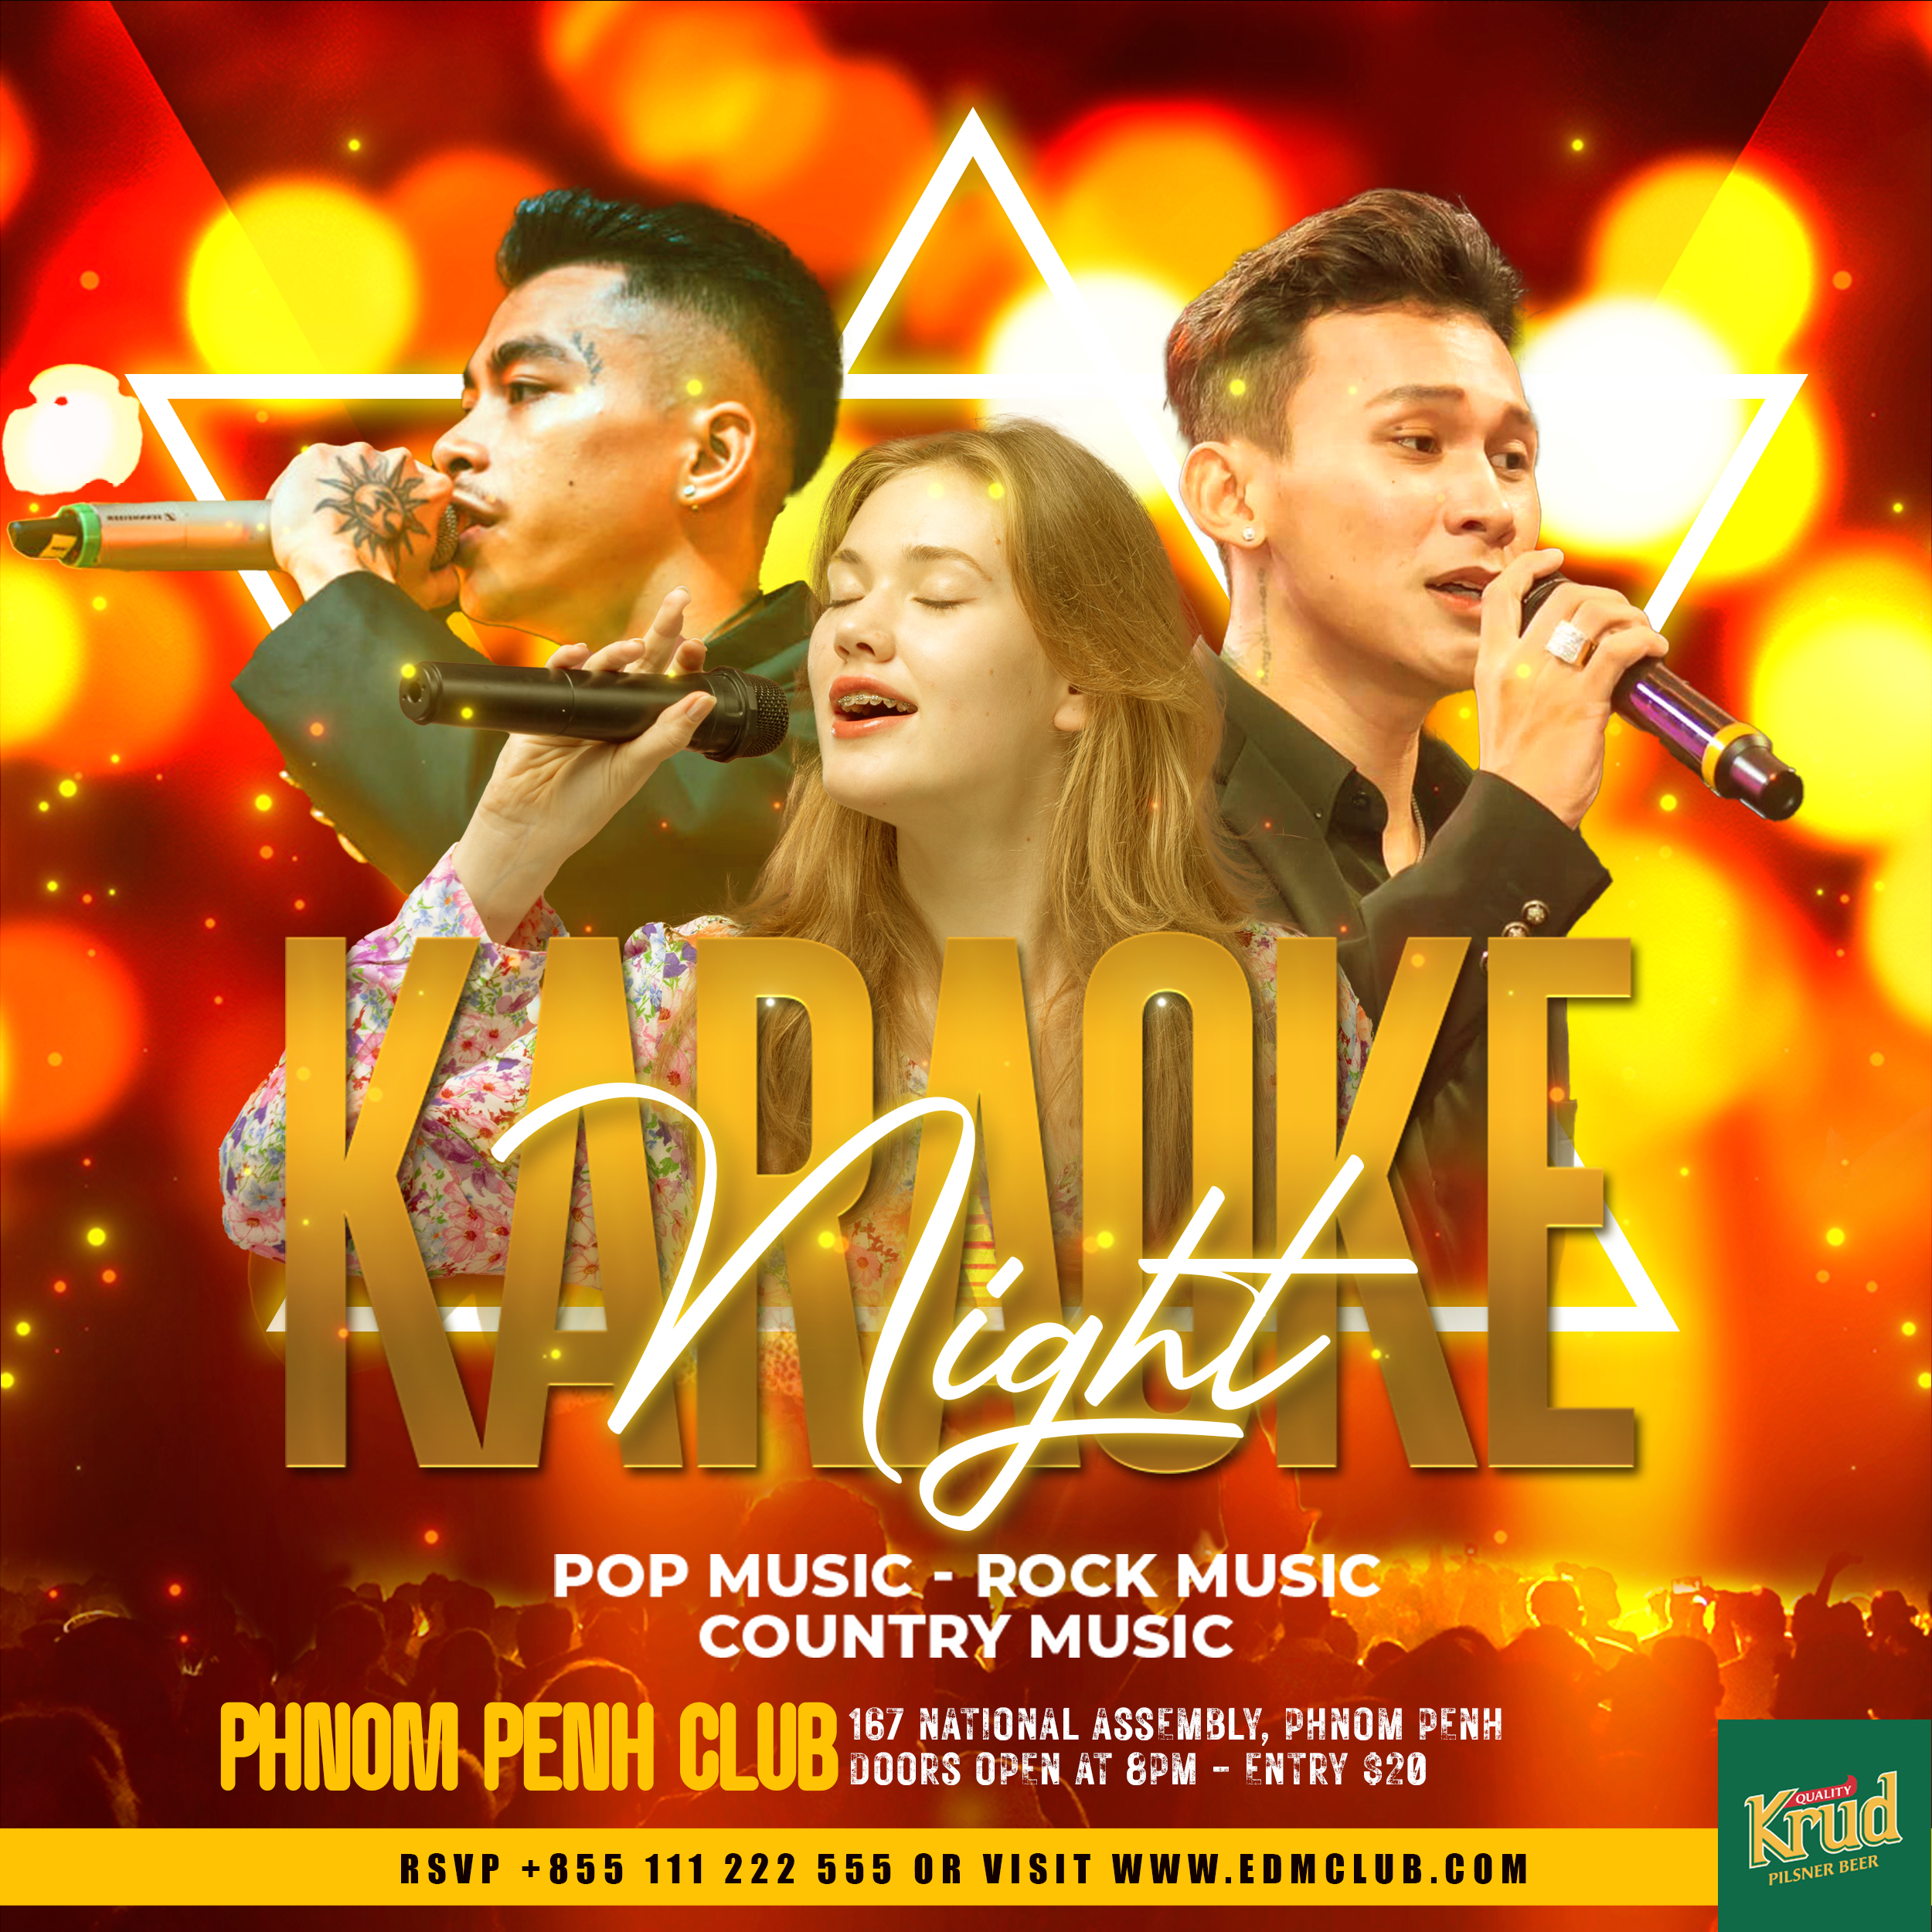 KARAOKE
Night
POP MUSIC - ROCK MUSIC
COUNTRY MUSIC
PHNOM PENH CLUB
167 NATIONAL ASSEMBLY, PHNOM PENH
DOORS OPEN AT 8PM - ENTRY $20
RSVP +855 111 222 555 OR VISIT WWW.EDMCLUB.COM
QUALITY
Krud
PILSNER BEER